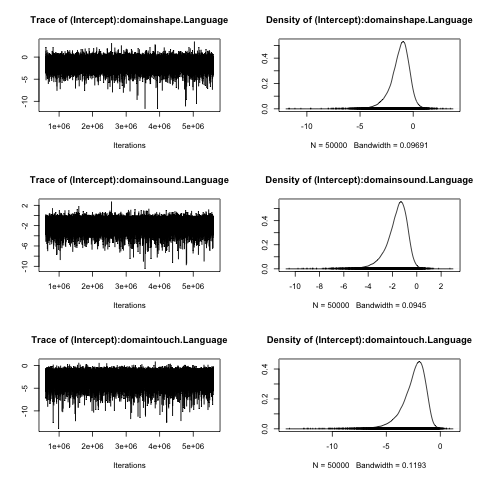 Trace of (Intercept):domainshape.Language
Density of (Intercept):domainshape.Language
0
-5
-10
1e+06 2e+06 3e+06 4e+06 5e+06
Iterations
0.4
0.2
0.0
-10 -5 0
N = 50000 Bandwidth = 0.09691
Trace of (Intercept):domainsound.Language
Density of (Intercept):domainsound.Language
2
-2
-6
-10
1e+06 2e+06 3e+06 4e+06 5e+06
Iterations
0.4
0.2
0.0
-10 -8 -6 -4 -2 0 2
N = 50000 Bandwidth = 0.0945
Trace of (Intercept):domaintouch.Language
Density of (Intercept):domaintouch.Language
0
-5
-10
1e+06 2e+06 3e+06 4e+06 5e+06
Iterations
0.4
0.2
0.0
-10 -5 0
N = 50000 Bandwidth = 0.1193